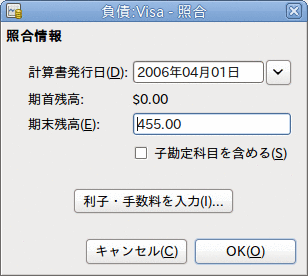 負債:Visa - 照合
照合情報
計算書発行日(D): 2006年04月01日
期首残高: $0.00
期末残高(E): 455.00
子勘定科目を含める(S)
利子・手数料を入力(I)...
キャンセル(C) OK(O)